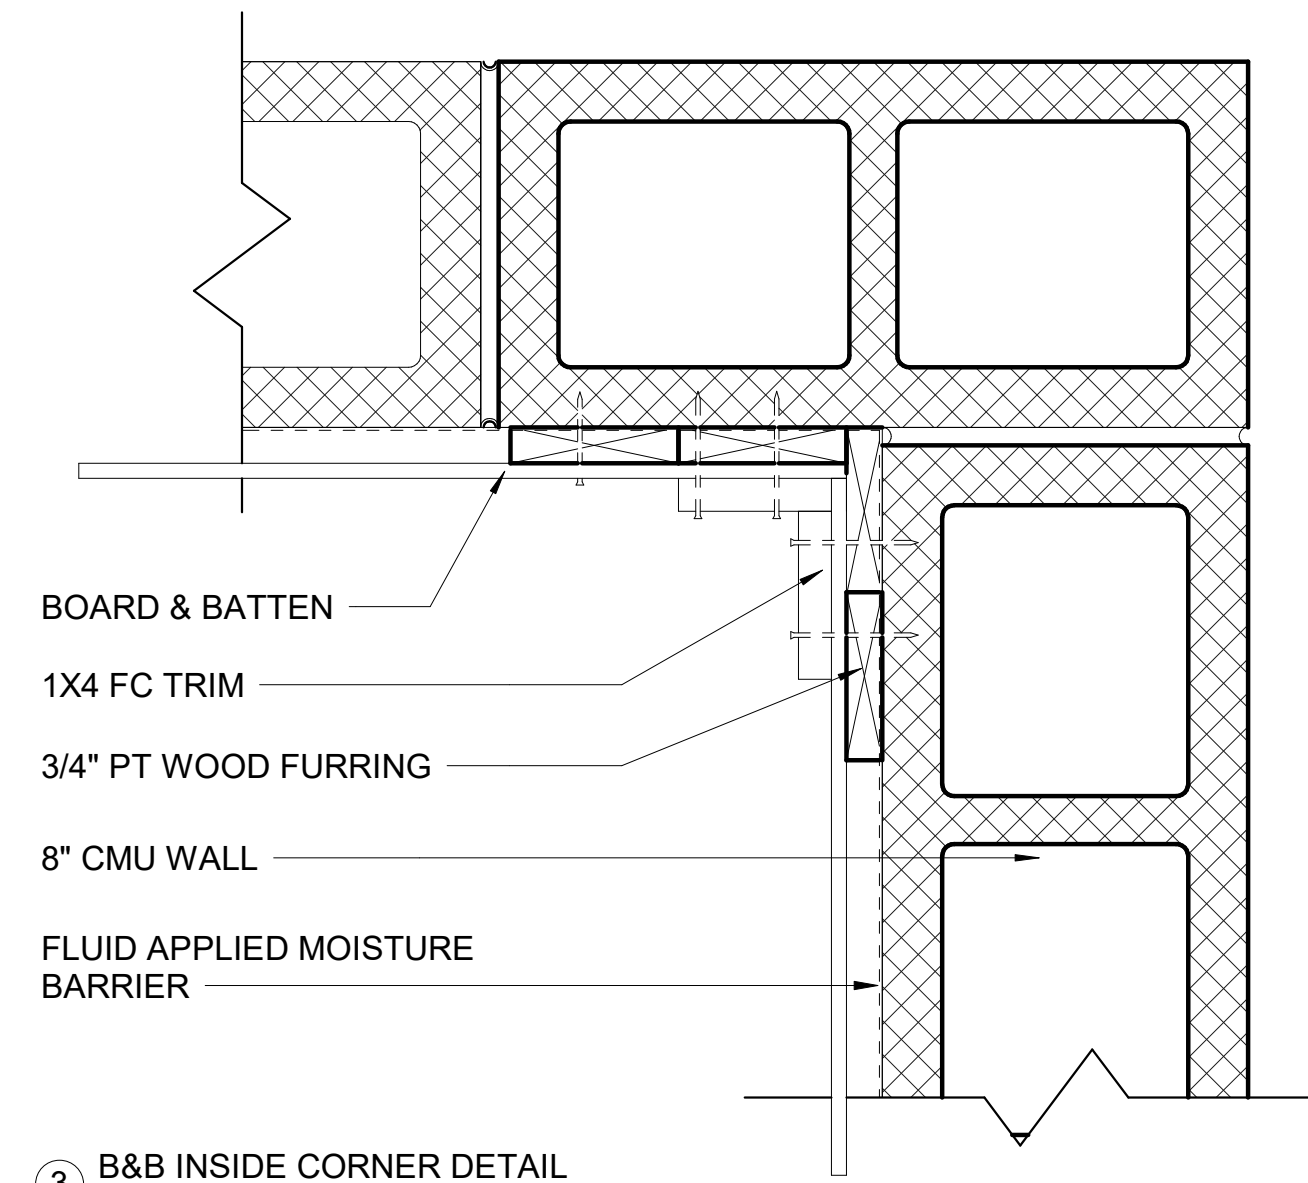 BOARD & BATTEN
1X4 FC TRIM
3/4" PT WOOD FURRING
8" CMU WALL
FLUID APPLIED MOISTURE
BARRIER
3 B&B INSIDE CORNER DETAIL